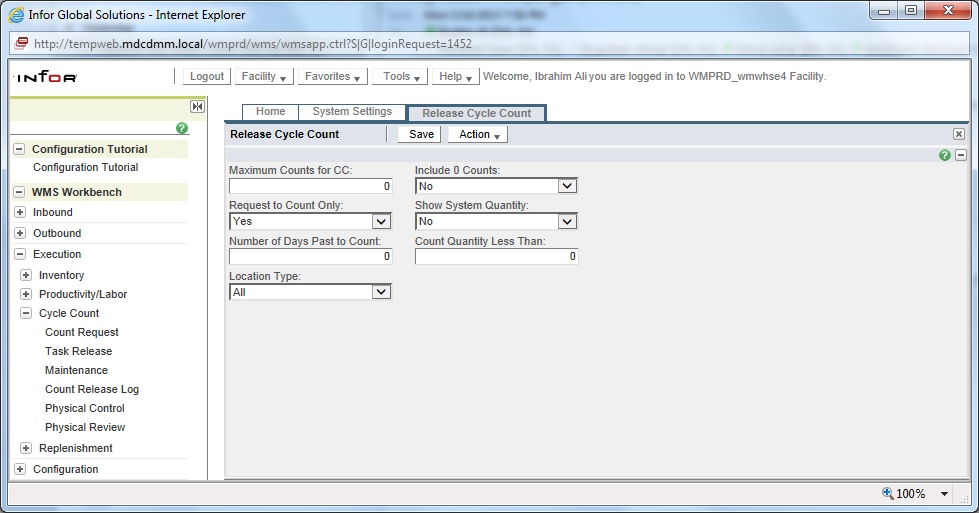 Infor Global Solutions - Internet Explorer
http://tempweb.mdcdmm.local/wmprd/wms/wmsapp.ctrl?S|G|loginRequest=1452
infor Logout Facility Favorites Tools Help Welcome, Ibrahim Ali you are logged in to WMPRD_wmwhse4 Facility.
Home System Settings Release Cycle Count
Release Cycle Count Save Action
Configuration Tutorial
Configuration Tutorial
WMS Workbench
Inbound
Outbound
Execution
Inventory
Productivity/Labor
Cycle Count
Count Request
Task Release
Maintenance
Count Release Log
Physical Control
Physical Review
Replenishment
Configuration
Maximum Counts for CC: Include 0 Counts:
0 No
Request to Count Only: Show System Quantity:
Yes No
Number of Days Past to Count: Count Quantity Less Than:
0 0
Location Type:
All
100%